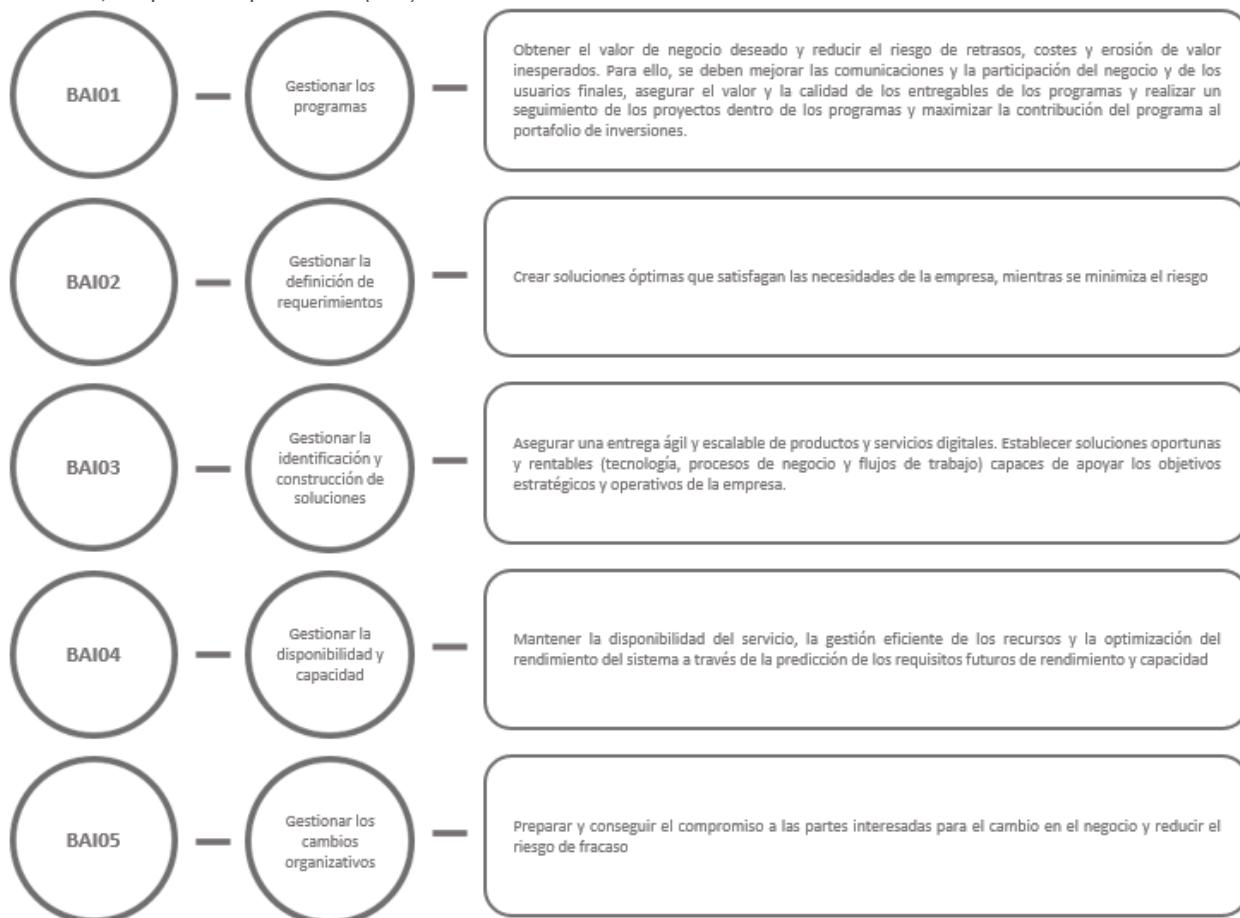 BAI01
Gestionar los
programas
Obtener el valor de negocio deseado y reducir el riesgo de retrasos, costes y erosión de valor
inesperados. Para ello, se deben mejorar las comunicaciones y la participación del negocio y de los
usuarios finales, asegurar el valor y la calidad de los entregables de los programas y realizar un
seguimiento de los proyectos dentro de los programas y maximizar la contribución del programa al
portafolio de inversiones.
BAI02
Gestionar la
definición de
requerimientos
Crear soluciones óptimas que satisfagan las necesidades de la empresa, mientras se minimiza el riesgo
BAI03
Gestionar la
identificación y
construcción de
soluciones
Asegurar una entrega ágil y escalable de productos y servicios digitales. Establecer soluciones oportunas
y rentables (tecnología, procesos de negocio y flujos de trabajo) capaces de apoyar los objetivos
estratégicos y operativos de la empresa.
BAI04
Gestionar la
disponibilidad y
capacidad
Mantener la disponibilidad del servicio, la gestión eficiente de los recursos y la optimización del
rendimiento del sistema a través de la predicción de los requisitos futuros de rendimiento y capacidad
BAI05
Gestionar los
cambios
organizativos
Preparar y conseguir el compromiso a las partes interesadas para el cambio en el negocio y reducir el
riesgo de fracaso